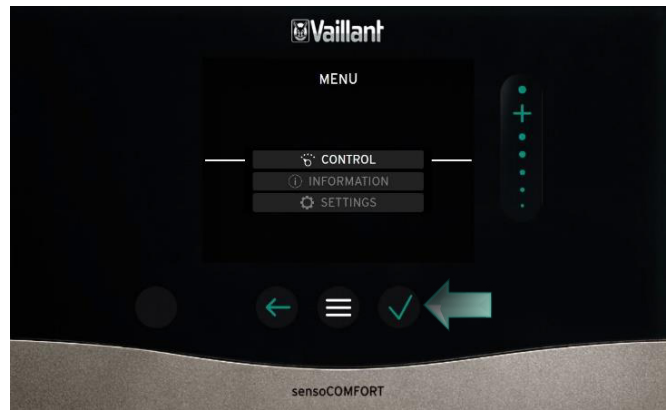 Vaillant
MENU
CONTROL
INFORMATION
SETTINGS
sensoCOMFORT